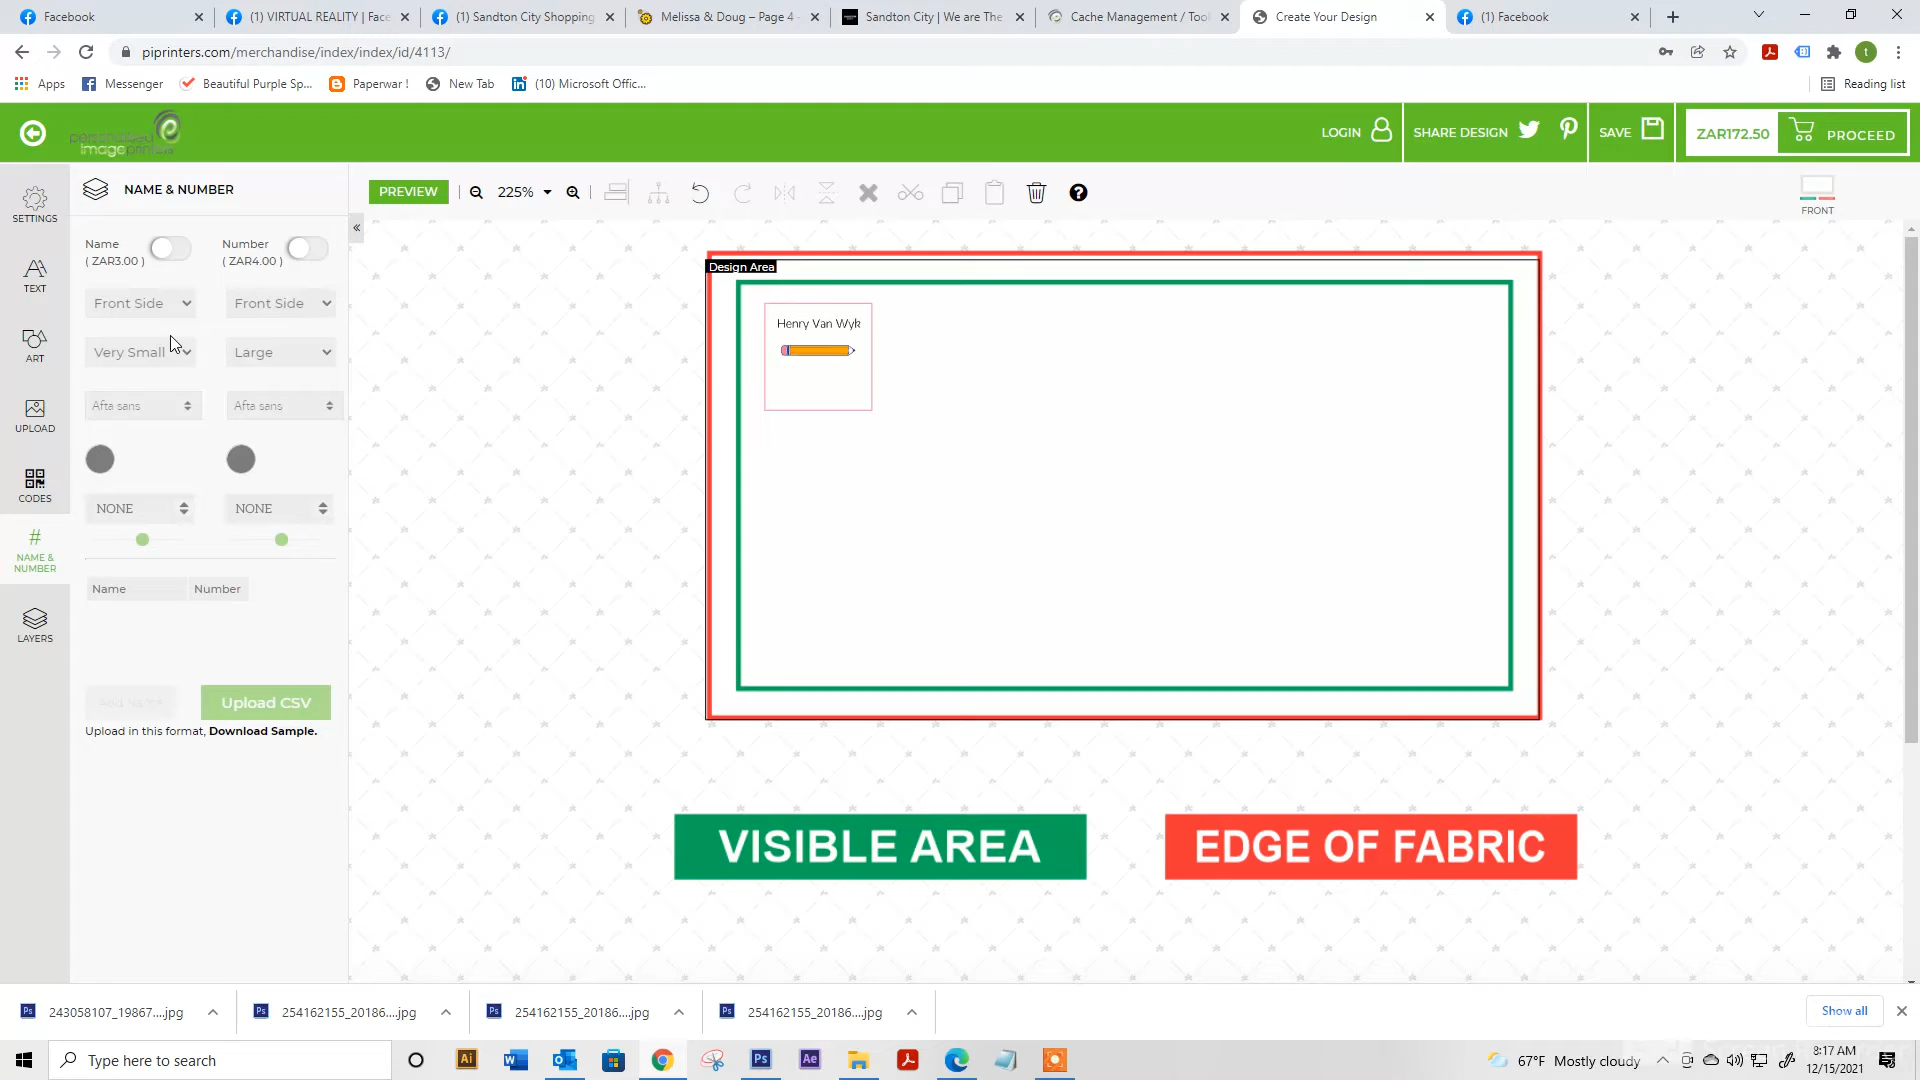 Facebook
(1) VIRTUAL REALITY | Face
(1) Sandton City Shopping
Melissa & Doug – Page 4 -
Sandton City | We are The
Cache Management / Tool
Create Your Design
(1) Facebook
piprinters.com/merchandise/index/index/id/4113/
t
Apps
Messenger
Beautiful Purple Sp...
Paperwar !
New Tab
(10) Microsoft Offic...
Reading list
personalised
image printers
LOGIN
SHARE DESIGN
SAVE
ZAR172.50
PROCEED
SETTINGS
TEXT
ART
UPLOAD
CODES
#
NAME &
NUMBER
LAYERS
NAME & NUMBER
Name
( ZAR3.00 )
Number
( ZAR4.00 )
Front Side
Front Side
Very Small
Large
Afta sans
Afta sans
NONE
NONE
Name
Number
Add Name
Upload CSV
Upload in this format, Download Sample.
PREVIEW
225%
FRONT
Design Area
Henry Van Wyk
VISIBLE AREA
EDGE OF FABRIC
243058107_19867....jpg
254162155_20186....jpg
254162155_20186....jpg
254162155_20186....jpg
Show all
Type here to search
67°F Mostly cloudy
8:17 AM
12/15/2021